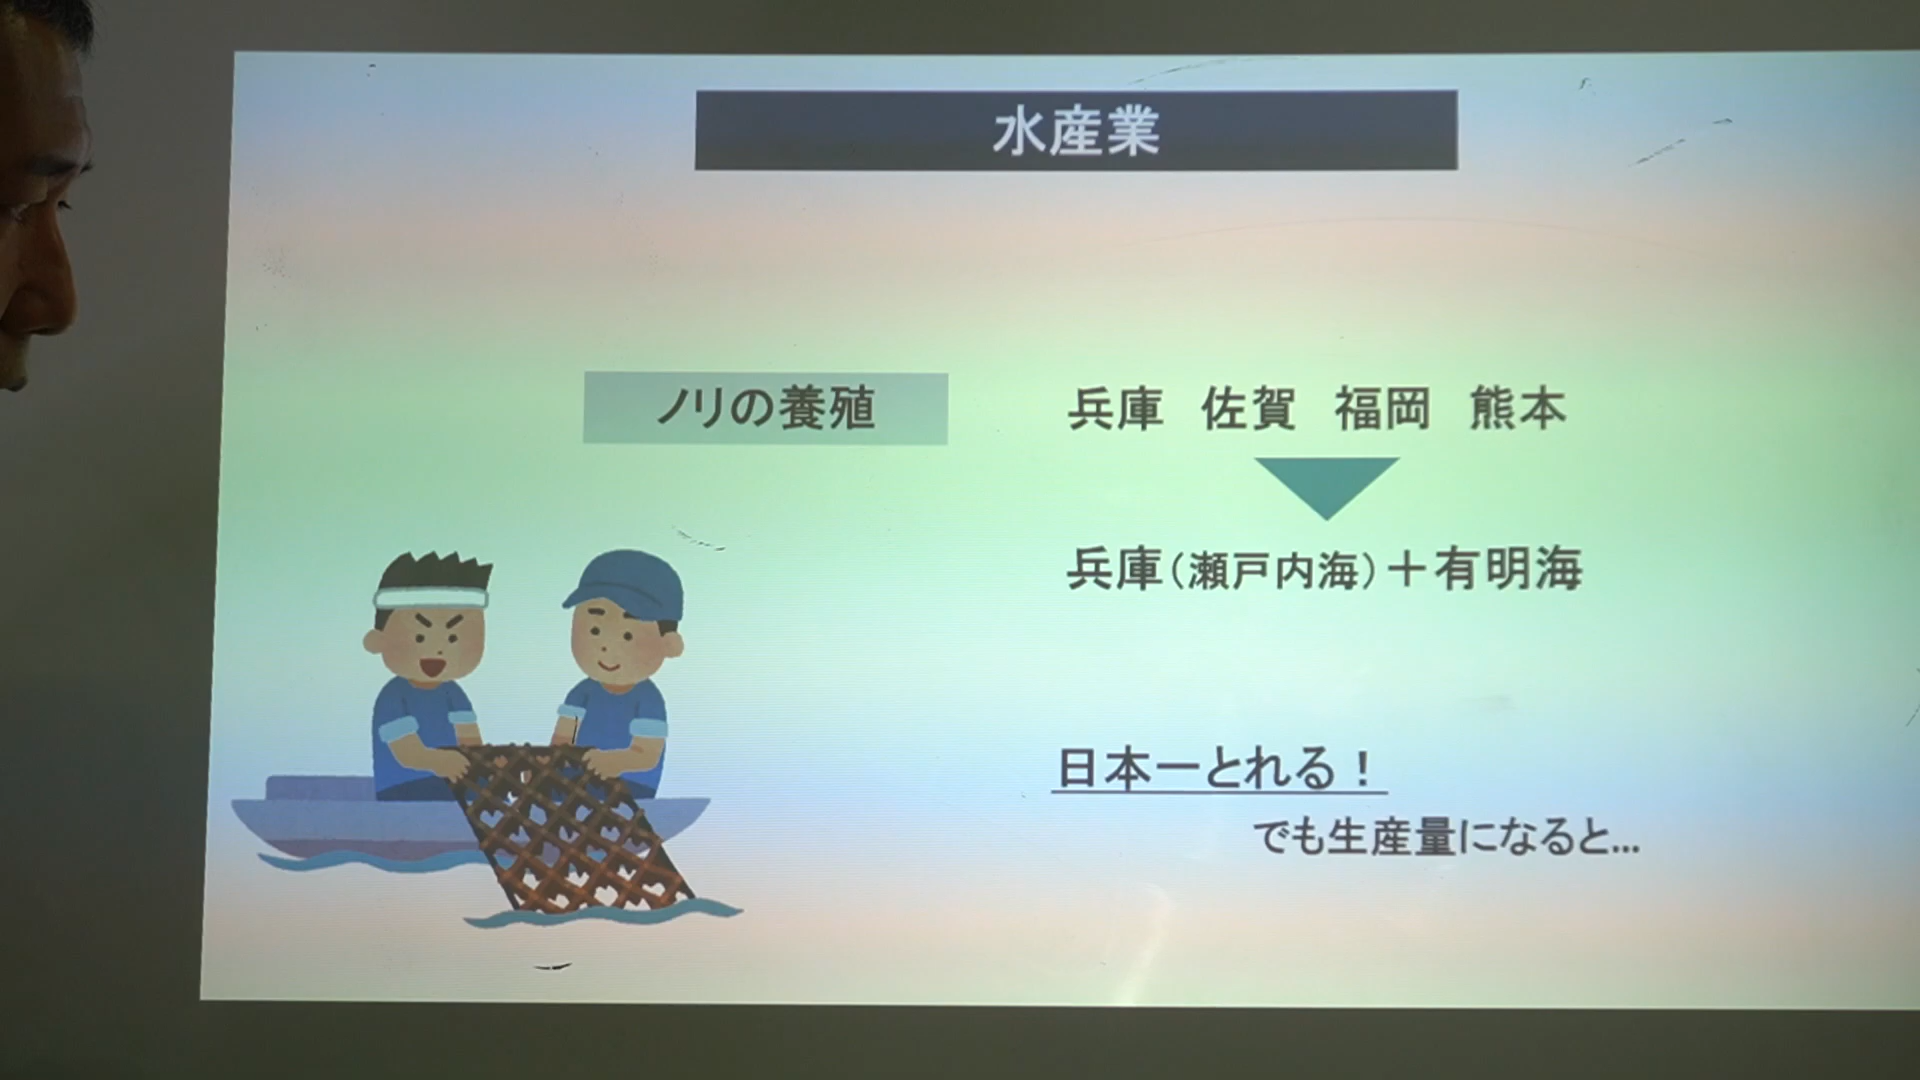 水産業
ノリの養殖
兵庫 佐賀 福岡 熊本
兵庫(瀬戸内海)+有明海
日本一とれる!
でも生産量になると...